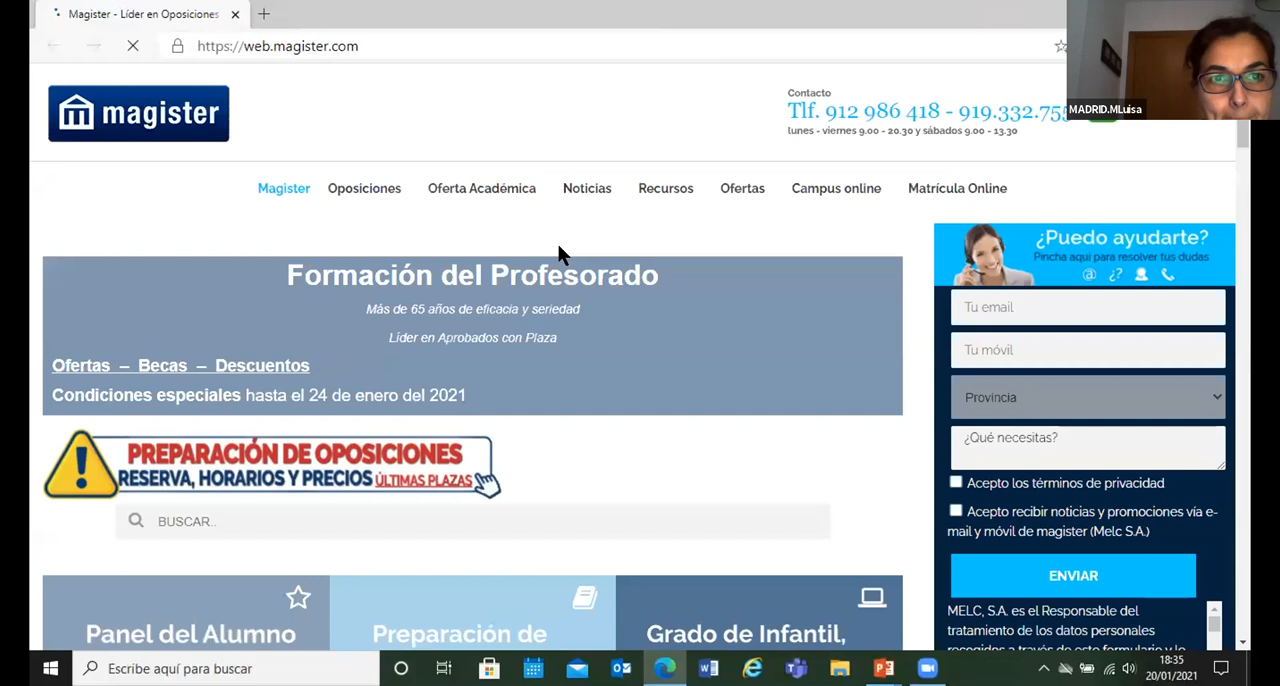 Magister - Líder en Oposiciones
https://web.magister.com
magister
Contacto
Tlf. 912 986 418 - 919.332.755
lunes - viernes 9.00 - 20.30 y sábados 9.00 - 13.30
MADRID.MLuisa
Magister Oposiciones Oferta Académica Noticias Recursos Ofertas Campus online Matrícula Online
Formación del Profesorado
Más de 65 años de eficacia y seriedad
Líder en Aprobados con Plaza
Ofertas – Becas – Descuentos
Condiciones especiales hasta el 24 de enero del 2021
PREPARACIÓN DE OPOSICIONES
RESERVA, HORARIOS Y PRECIOS ÚLTIMAS PLAZAS
BUSCAR..
Panel del Alumno
Preparación de
Grado de Infantil,
¿Puedo ayudarte?
Pincha aquí para resolver tus dudas
@ ¿?
Tu email
Tu móvil
Provincia
¿Qué necesitas?
Acepto los términos de privacidad
Acepto recibir noticias y promociones vía e-
mail y móvil de magister (Melc S.A.)
ENVIAR
MELC, S.A. es el Responsable del
tratamiento de los datos personales
recogidos a través de este formulario y le
Escribe aquí para buscar
18:35
20/01/2021